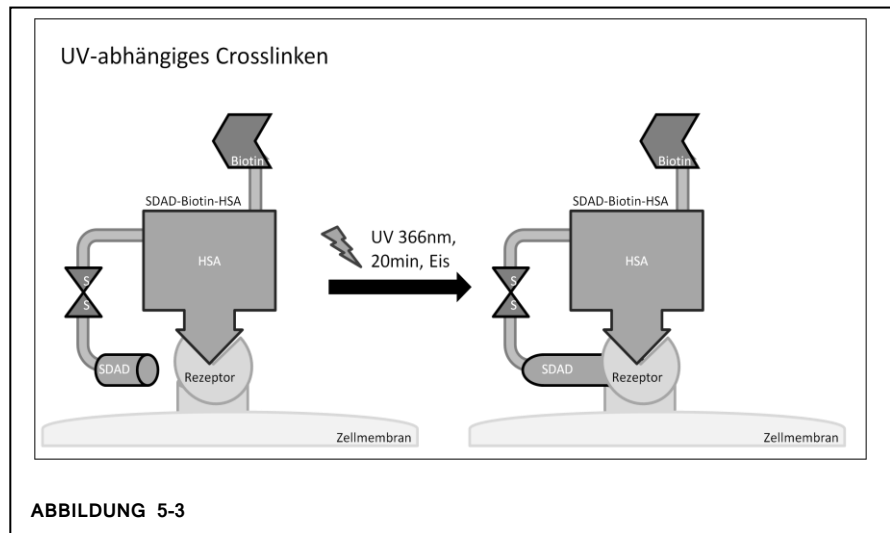 UV-abhängiges Crosslinken
Biotin
SDAD-Biotin-HSA
HSA
S
S
SDAD
Rezeptor
Zellmembran
UV 366nm,
20min, Eis
Biotin
SDAD-Biotin-HSA
HSA
S
S
SDAD
Rezeptor
Zellmembran
ABBILDUNG 5-3